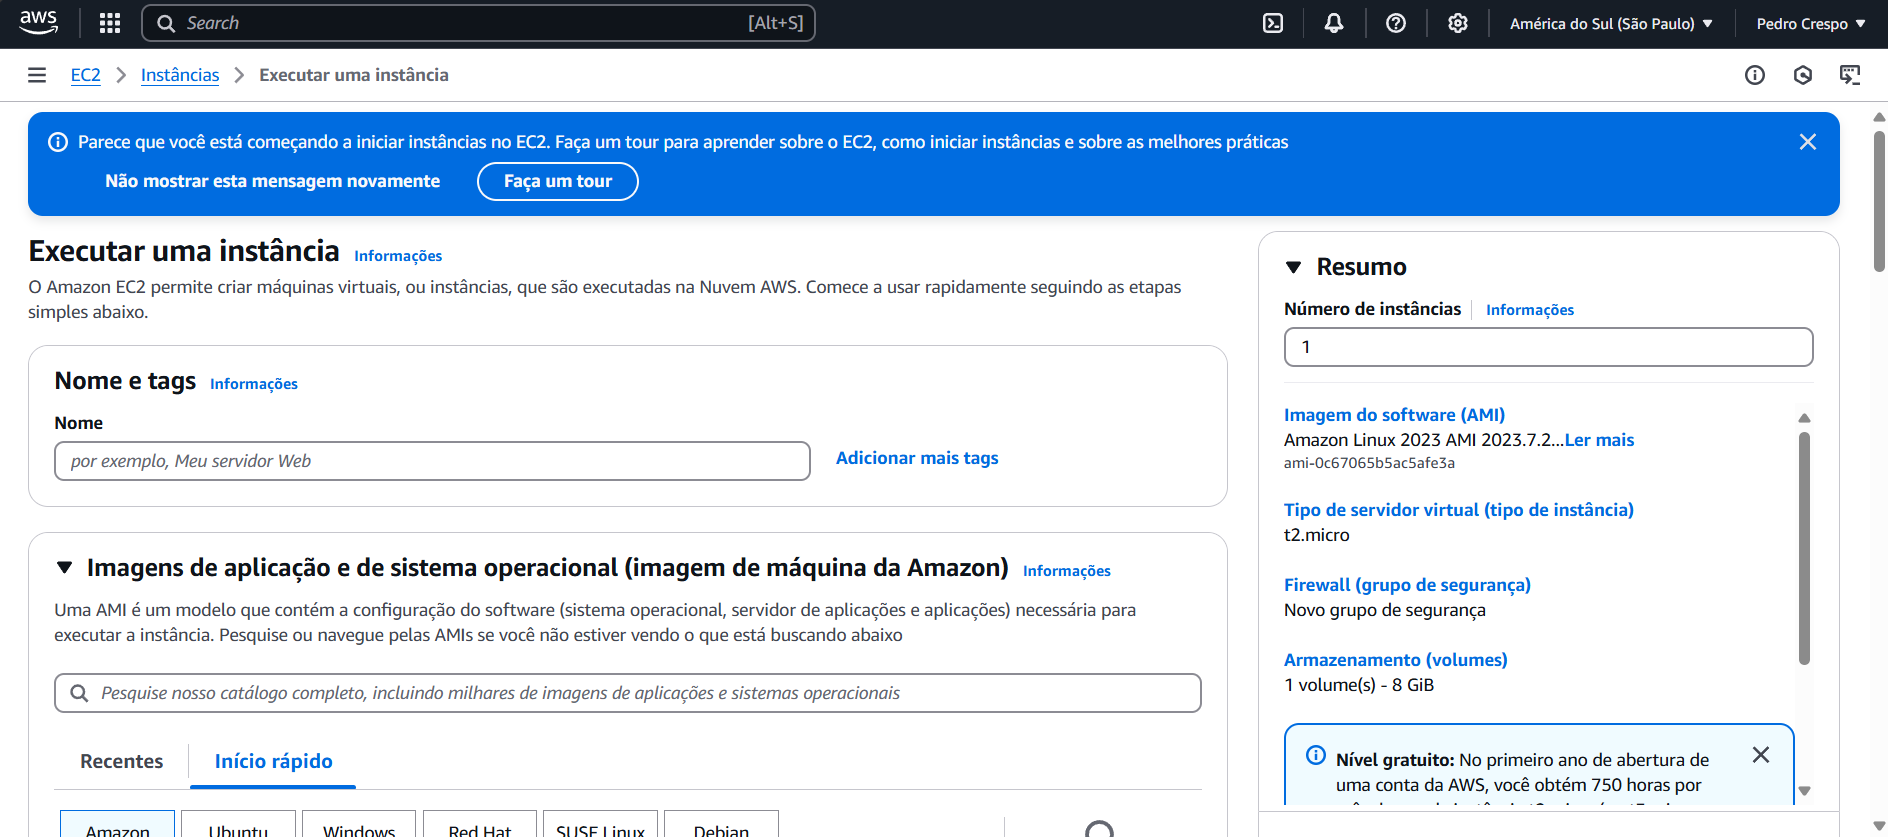 aws
Search [Alt+S]
América do Sul (São Paulo)
Pedro Crespo
EC2
Instâncias
Executar uma instância
Parece que você está começando a iniciar instâncias no EC2. Faça um tour para aprender sobre o EC2, como iniciar instâncias e sobre as melhores práticas
Não mostrar esta mensagem novamente
Faça um tour
Executar uma instância Informações
O Amazon EC2 permite criar máquinas virtuais, ou instâncias, que são executadas na Nuvem AWS. Comece a usar rapidamente seguindo as etapas
simples abaixo.
Nome e tags Informações
Nome
por exemplo, Meu servidor Web
Adicionar mais tags
Imagens de aplicação e de sistema operacional (imagem de máquina da Amazon) Informações
Uma AMI é um modelo que contém a configuração do software (sistema operacional, servidor de aplicações e aplicações) necessária para
executar a instância. Pesquise ou navegue pelas AMIs se você não estiver vendo o que está buscando abaixo
Pesquise nosso catálogo completo, incluindo milhares de imagens de aplicações e sistemas operacionais
Recentes
Início rápido
Amazon
Ubuntu
Windows
Red Hat
SUSE Linux
Debian
Resumo
Número de instâncias Informações
1
Imagem do software (AMI)
Amazon Linux 2023 AMI 2023.7.2...Ler mais
ami-0c67065b5ac5afe3a
Tipo de servidor virtual (tipo de instância)
t2.micro
Firewall (grupo de segurança)
Novo grupo de segurança
Armazenamento (volumes)
1 volume(s) - 8 GiB
Nível gratuito: No primeiro ano de abertura de
uma conta da AWS, você obtém 750 horas por